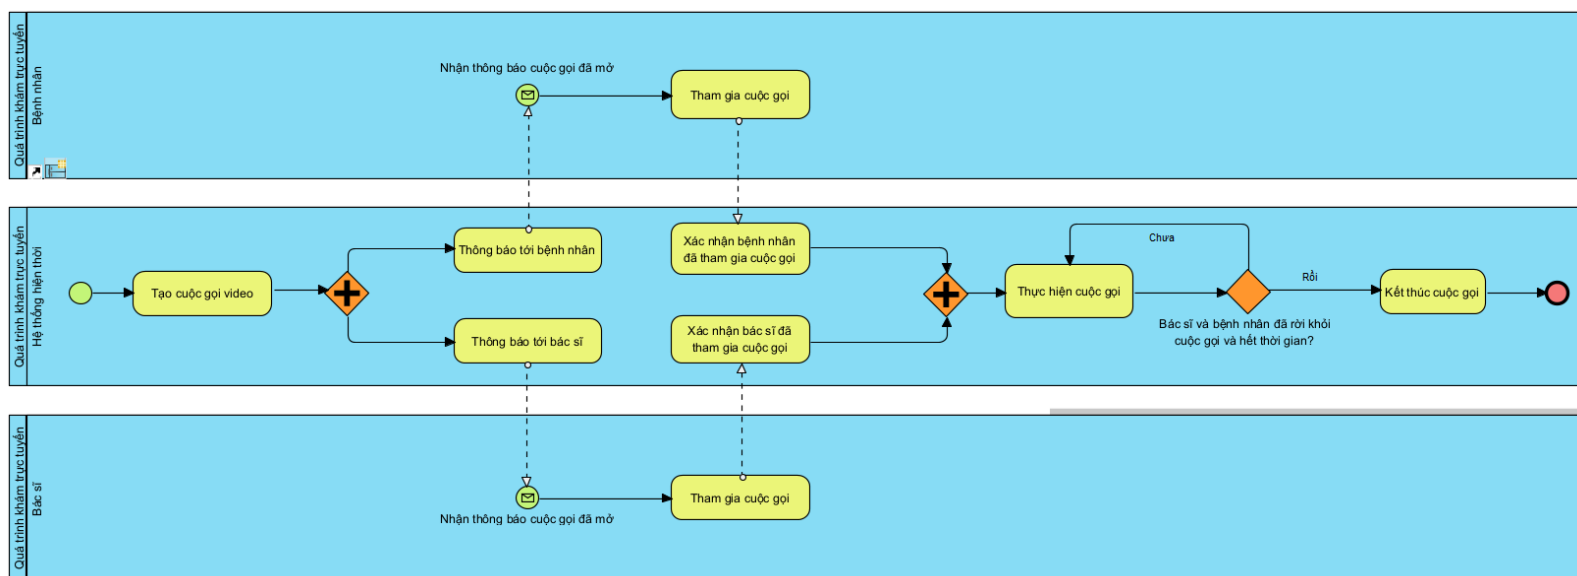 Quá trình khám trực tuyến
Bệnh nhân
Nhận thông báo cuộc gọi đã mở
Tham gia cuộc gọi
Quá trình khám trực tuyến
Hệ thống hiện thời
Tạo cuộc gọi video
Thông báo tới bệnh nhân
Thông báo tới bác sĩ
Xác nhận bệnh nhân
đã tham gia cuộc gọi
Xác nhận bác sĩ đã
tham gia cuộc gọi
Thực hiện cuộc gọi
Chưa
Rồi
Bác sĩ và bệnh nhân đã rời khỏi
cuộc gọi và hết thời gian?
Kết thúc cuộc gọi
Quá trình khám trực tuyến
Bác sĩ
Nhận thông báo cuộc gọi đã mở
Tham gia cuộc gọi